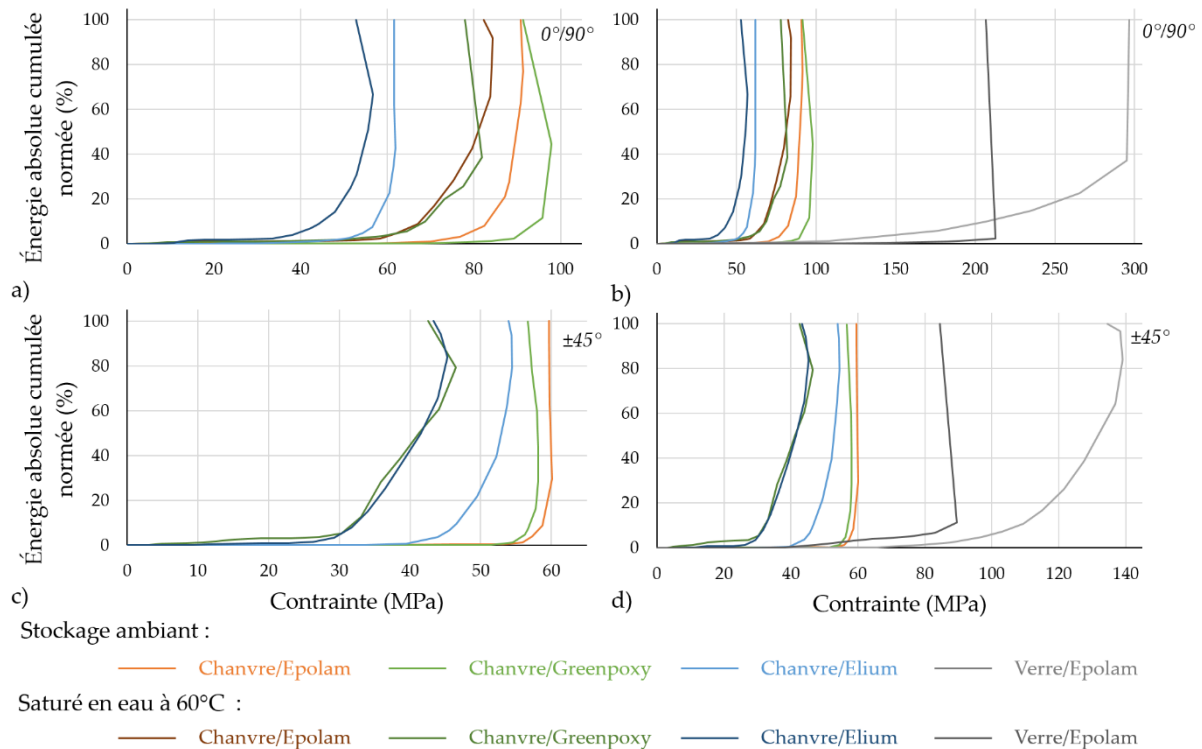 Énergie absolue cumulée
normée (%)
100
80
60
40
20
0
0 20 40 60 80 100
0°/90°
a)
100
80
60
40
20
0
0 50 100 150 200 250 300
0°/90°
b)
Énergie absolue cumulée
normée (%)
100
80
60
40
20
0
0 10 20 30 40 50 60
±45°
c)
Contrainte (MPa)
100
80
60
40
20
0
0 20 40 60 80 100 120 140
±45°
d)
Contrainte (MPa)
Stockage ambiant :
Chanvre/Epolam Chanvre/Greenpoxy Chanvre/Elium Verre/Epolam
Saturé en eau à 60°C :
Chanvre/Epolam Chanvre/Greenpoxy Chanvre/Elium Verre/Epolam